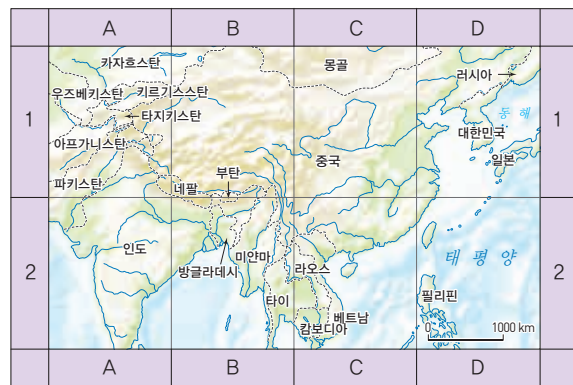 A B C D
카자흐스탄
몽골
러시아
우즈베키스탄
키르기스스탄
1
타지키스탄
동해
1
아프가니스탄
대한민국
중국
일본
파키스탄
네팔
부탄
인도
방글라데시
미얀마
라오스
태평양
2
타이
필리핀
2
베트남
캄보디아
0 1000 km
A B C D